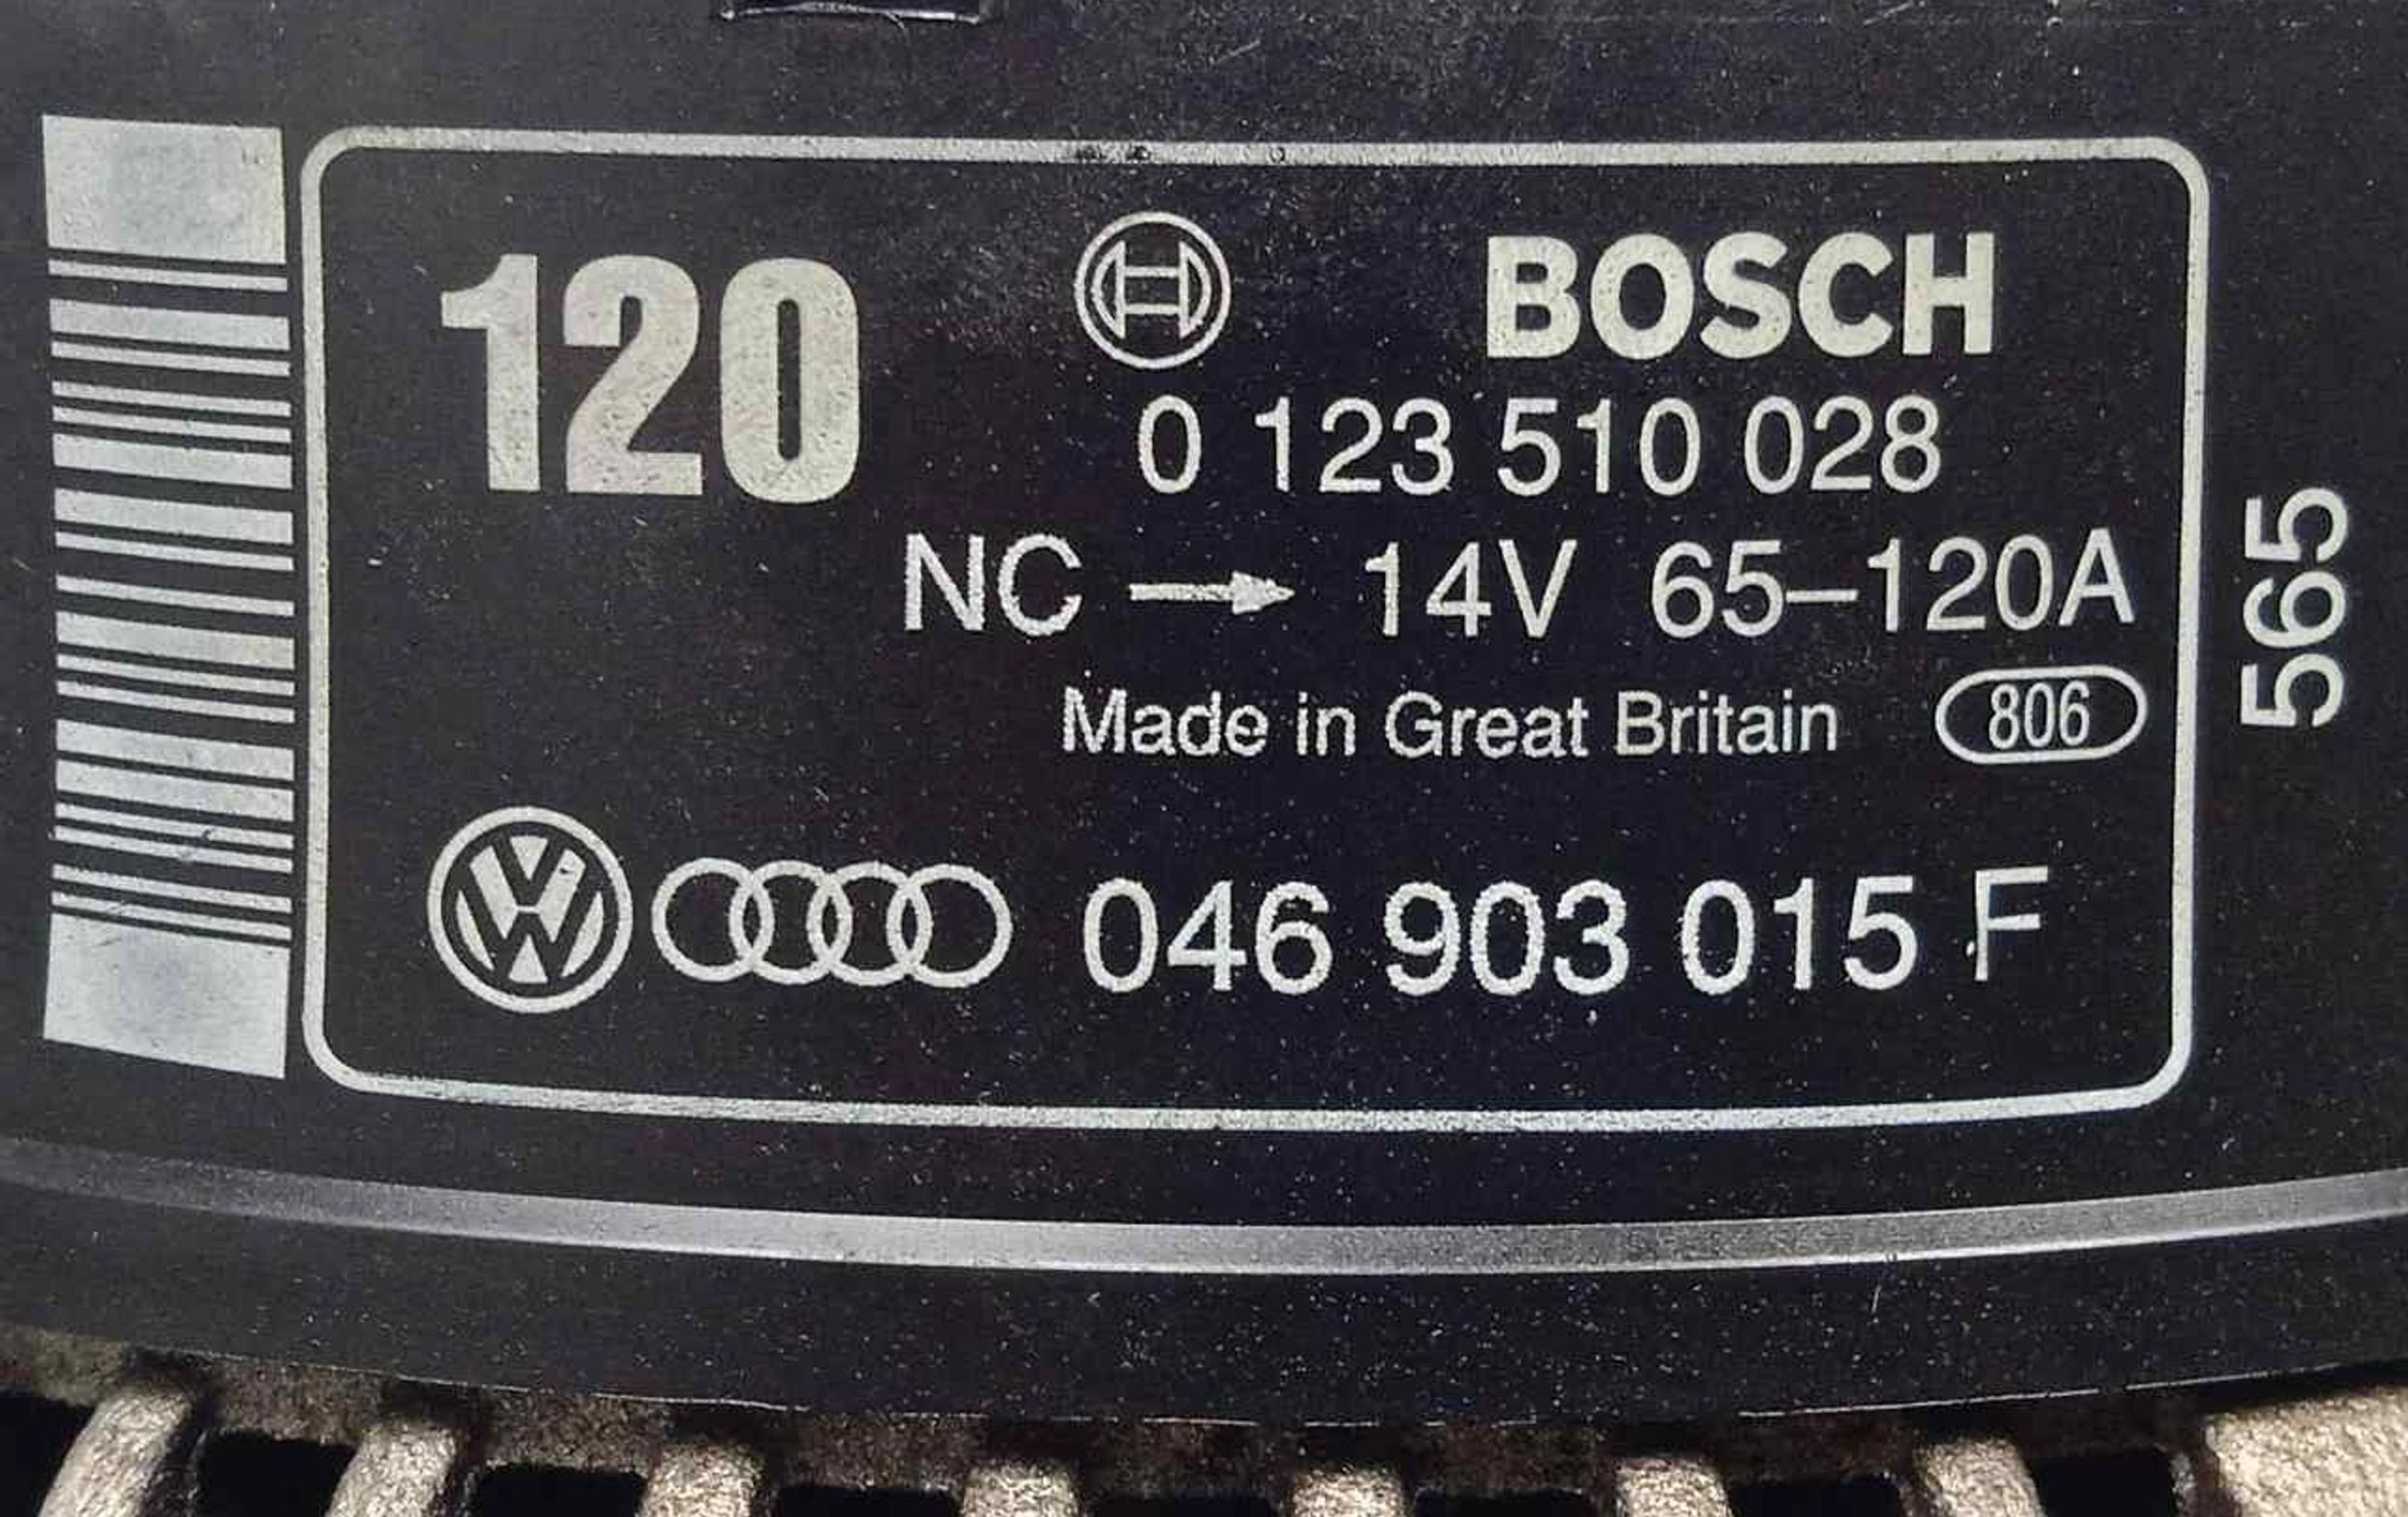 120
BOSCH
0 123 510 028
NC → 14V 65–120A
Made in Great Britain 806
046 903 015 F
565